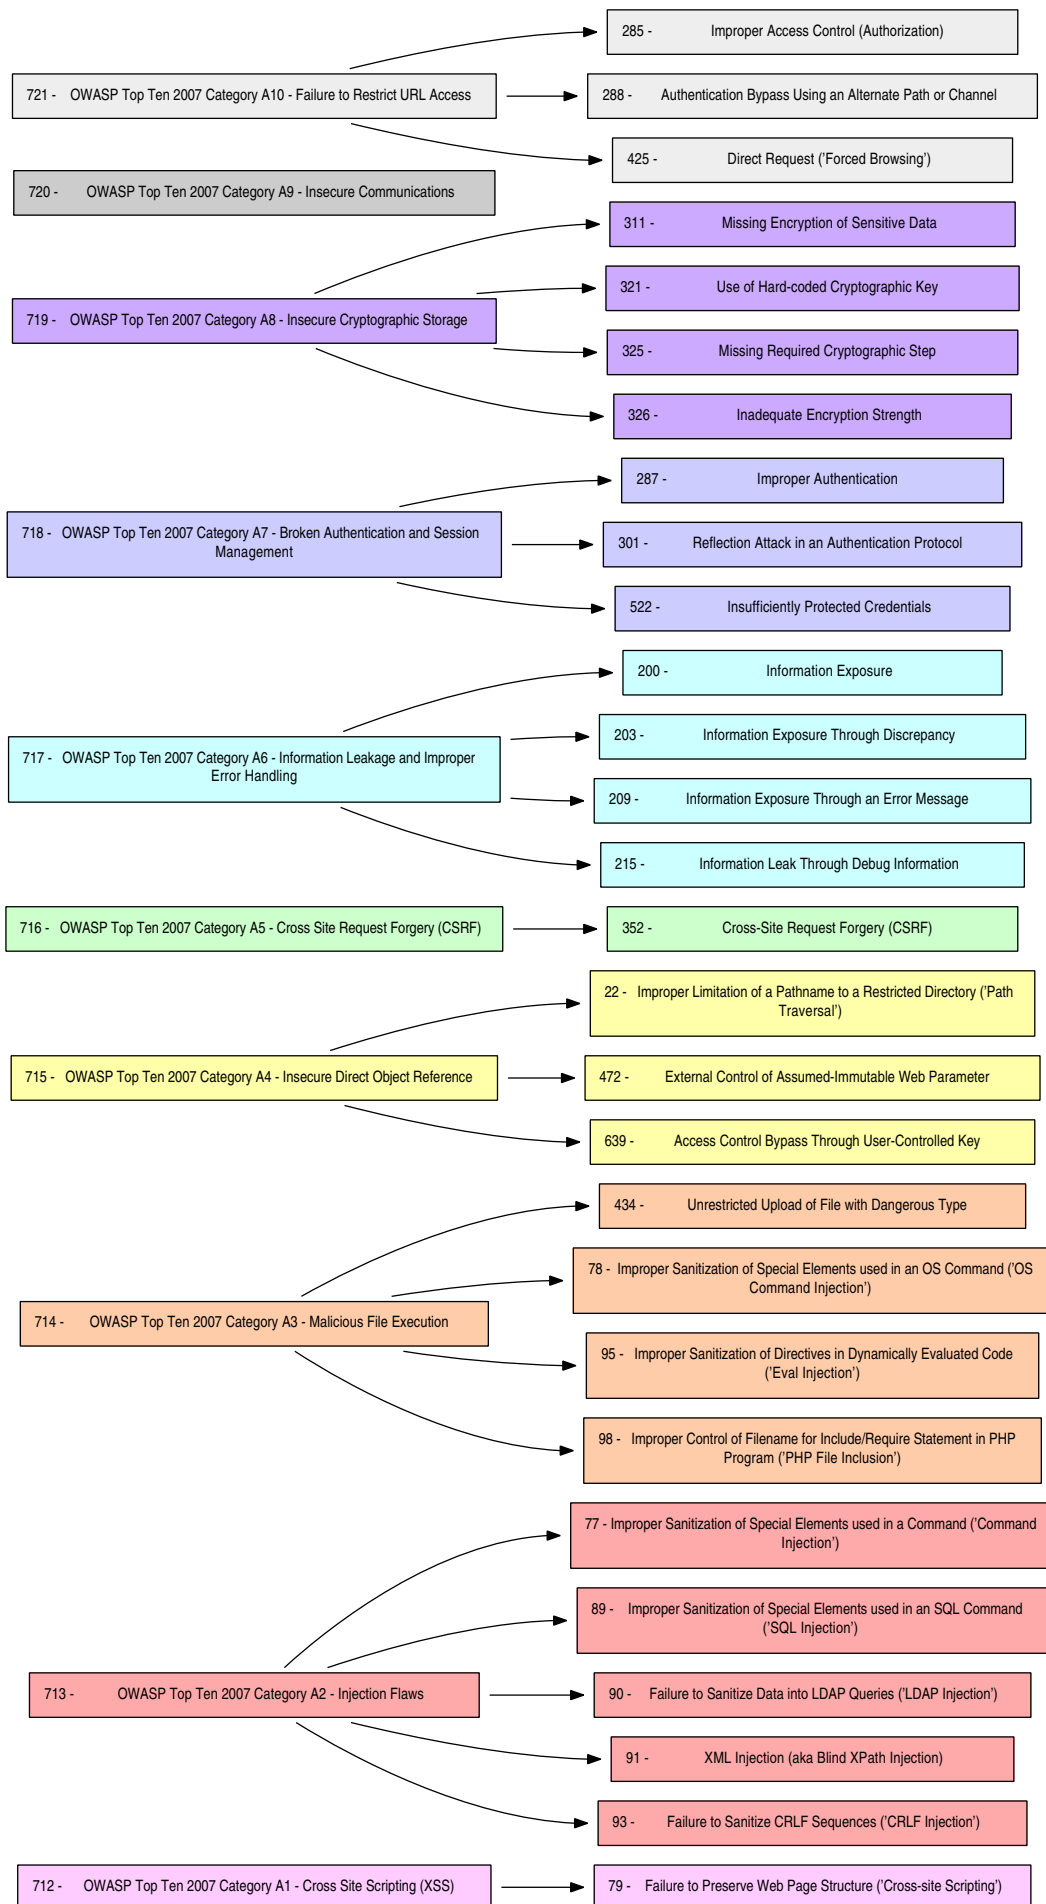 285 - Improper Access Control (Authorization)
721 - OWASP Top Ten 2007 Category A10 - Failure to Restrict URL Access
288 - Authentication Bypass Using an Alternate Path or Channel
425 - Direct Request ('Forced Browsing')
720 - OWASP Top Ten 2007 Category A9 - Insecure Communications
311 - Missing Encryption of Sensitive Data
321 - Use of Hard-coded Cryptographic Key
719 - OWASP Top Ten 2007 Category A8 - Insecure Cryptographic Storage
325 - Missing Required Cryptographic Step
326 - Inadequate Encryption Strength
287 - Improper Authentication
718 - OWASP Top Ten 2007 Category A7 - Broken Authentication and Session
Management
301 - Reflection Attack in an Authentication Protocol
522 - Insufficiently Protected Credentials
200 - Information Exposure
203 - Information Exposure Through Discrepancy
717 - OWASP Top Ten 2007 Category A6 - Information Leakage and Improper
Error Handling
209 - Information Exposure Through an Error Message
215 - Information Leak Through Debug Information
716 - OWASP Top Ten 2007 Category A5 - Cross Site Request Forgery (CSRF)
352 - Cross-Site Request Forgery (CSRF)
22 - Improper Limitation of a Pathname to a Restricted Directory ('Path
Traversal')
715 - OWASP Top Ten 2007 Category A4 - Insecure Direct Object Reference
472 - External Control of Assumed-Immutable Web Parameter
639 - Access Control Bypass Through User-Controlled Key
434 - Unrestricted Upload of File with Dangerous Type
78 - Improper Sanitization of Special Elements used in an OS Command ('OS
Command Injection')
714 - OWASP Top Ten 2007 Category A3 - Malicious File Execution
95 - Improper Sanitization of Directives in Dynamically Evaluated Code
('Eval Injection')
98 - Improper Control of Filename for Include/Require Statement in PHP
Program ('PHP File Inclusion')
77 - Improper Sanitization of Special Elements used in a Command ('Command
Injection')
89 - Improper Sanitization of Special Elements used in an SQL Command
('SQL Injection')
713 - OWASP Top Ten 2007 Category A2 - Injection Flaws
90 - Failure to Sanitize Data into LDAP Queries ('LDAP Injection')
91 - XML Injection (aka Blind XPath Injection)
93 - Failure to Sanitize CRLF Sequences ('CRLF Injection')
712 - OWASP Top Ten 2007 Category A1 - Cross Site Scripting (XSS)
79 - Failure to Preserve Web Page Structure ('Cross-site Scripting')